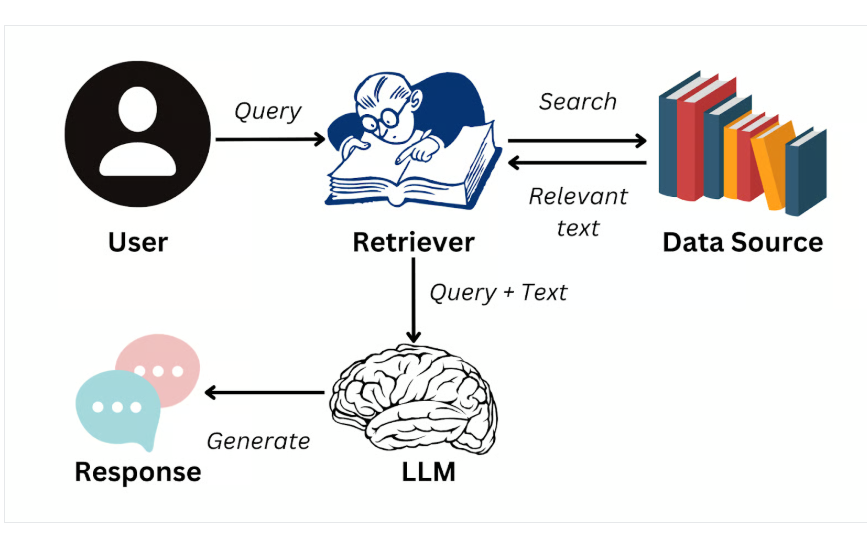 Query
Search
Relevant
text
User
Retriever
Data Source
Query + Text
Generate
Response
LLM